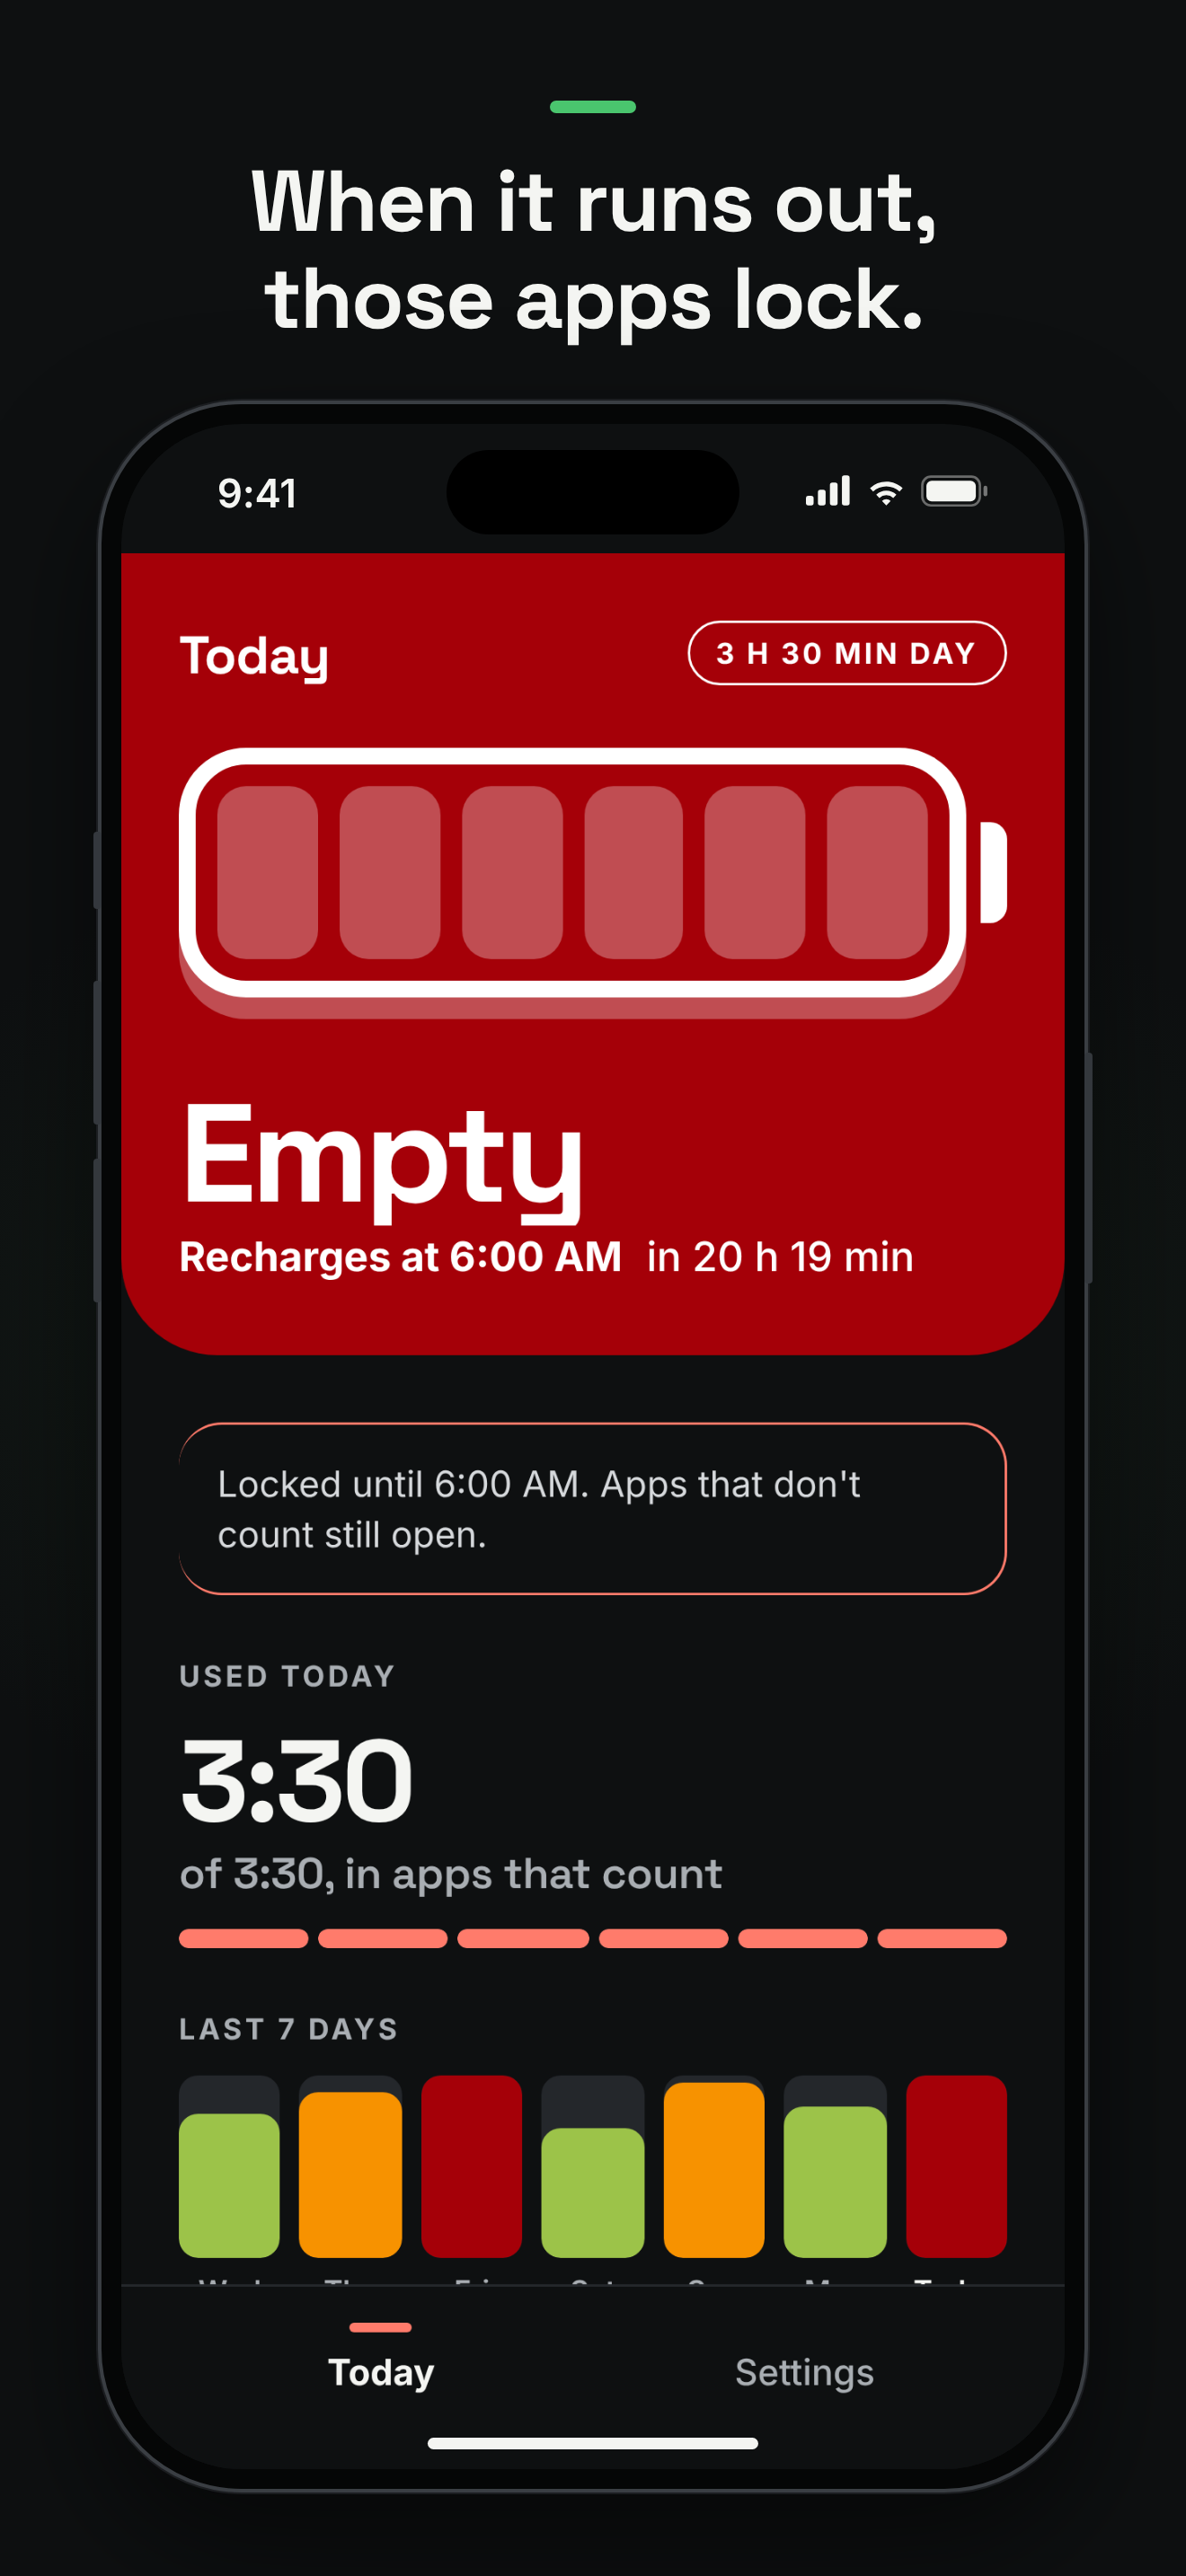 When it runs out,
those apps lock.
9:41
Today
3 H 30 MIN DAY
Empty
Recharges at 6:00 AM in 20 h 19 min
Locked until 6:00 AM. Apps that don't
count still open.
USED TODAY
3:30
of 3:30, in apps that count
LAST 7 DAYS
Today
Settings